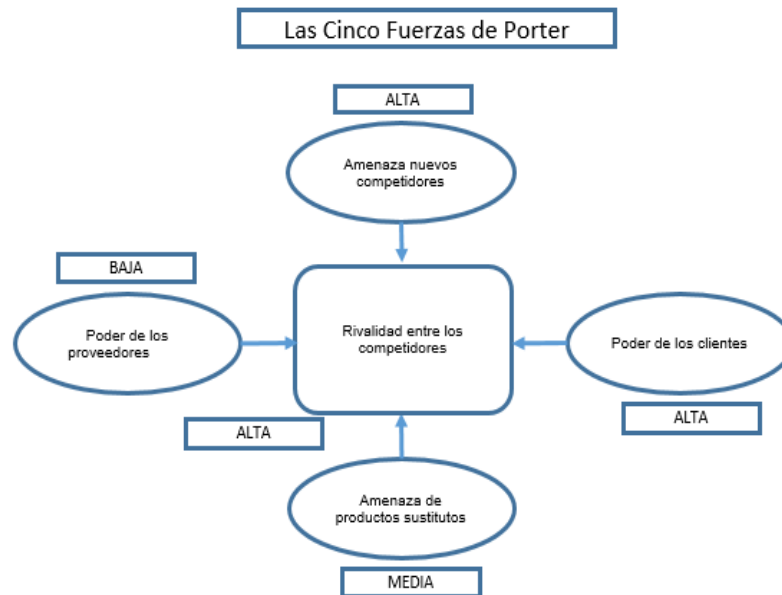 Las Cinco Fuerzas de Porter
ALTA
Amenaza nuevos
competidores
BAJA
Poder de los
proveedores
Rivalidad entre los
competidores
Poder de los clientes
ALTA
ALTA
Amenaza de
productos sustitutos
MEDIA